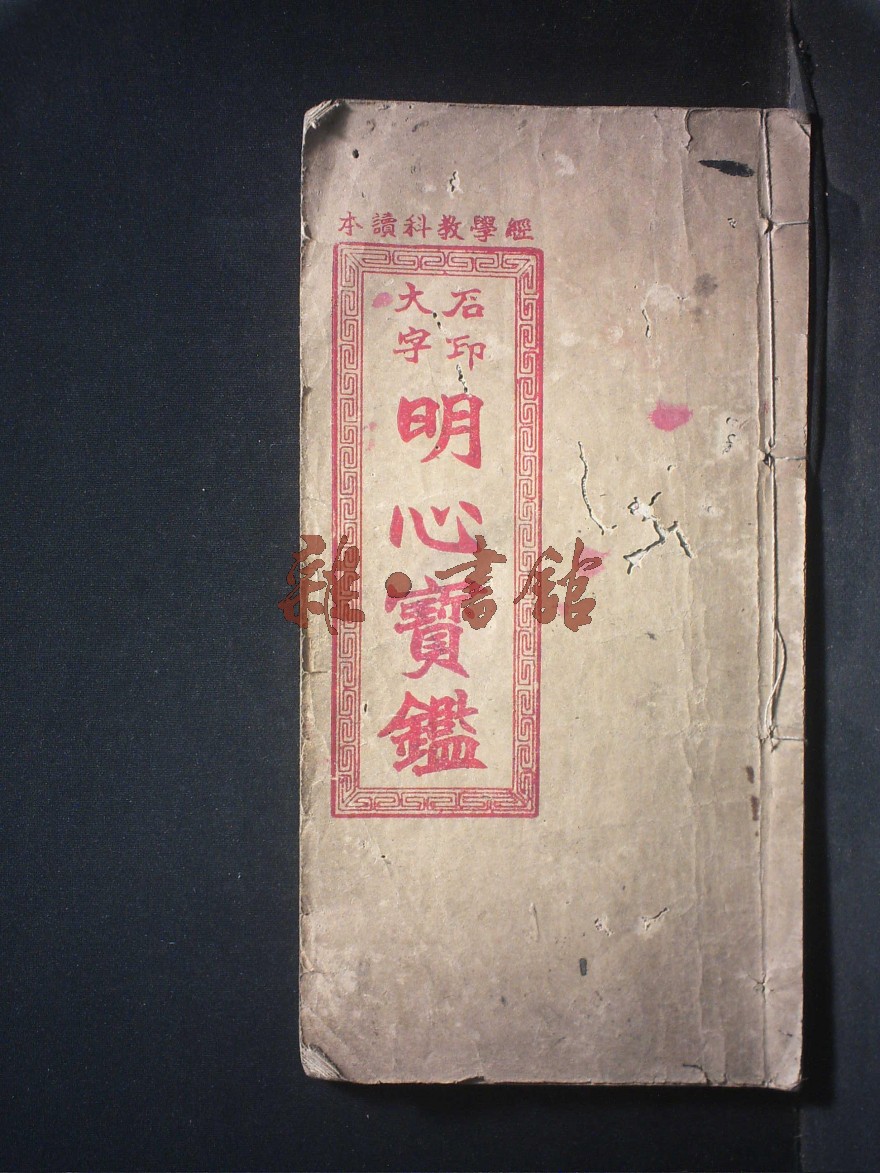 經學教科讀本
石印
大字
明心寶鑑
雜·書館